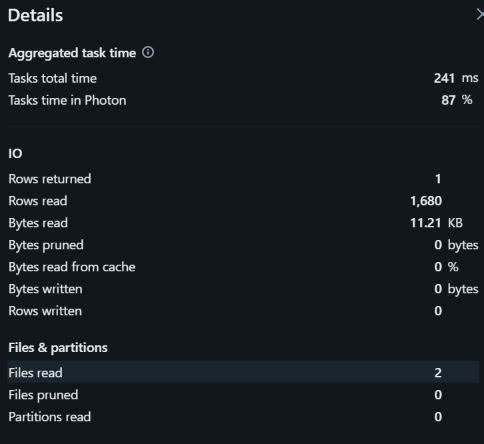 Details
Aggregated task time
Tasks total time 241 ms
Tasks time in Photon 87 %
IO
Rows returned 1
Rows read 1,680
Bytes read 11.21 KB
Bytes pruned 0 bytes
Bytes read from cache 0 %
Bytes written 0 bytes
Rows written 0
Files & partitions
Files read 2
Files pruned 0
Partitions read 0